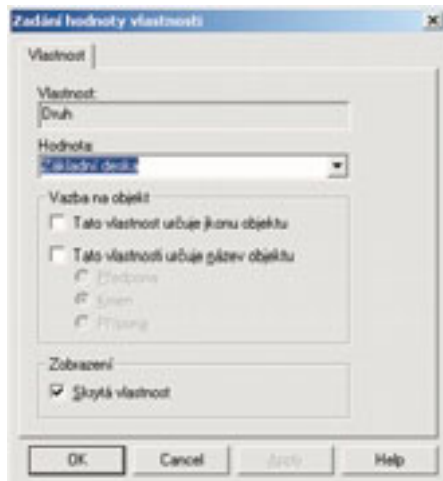 Zadání hodnoty vlastnosti
Vlastnost
Vlastnost:
Druh
Hodnota:
Základní deska
Vazba na objekt
Tato vlastnost určuje ikonu objektu
Tato vlastnosti určuje název objektu
Předpona
Kmen
Přípona
Zobrazení
Skrytá vlastnost
OK Cancel Apply Help